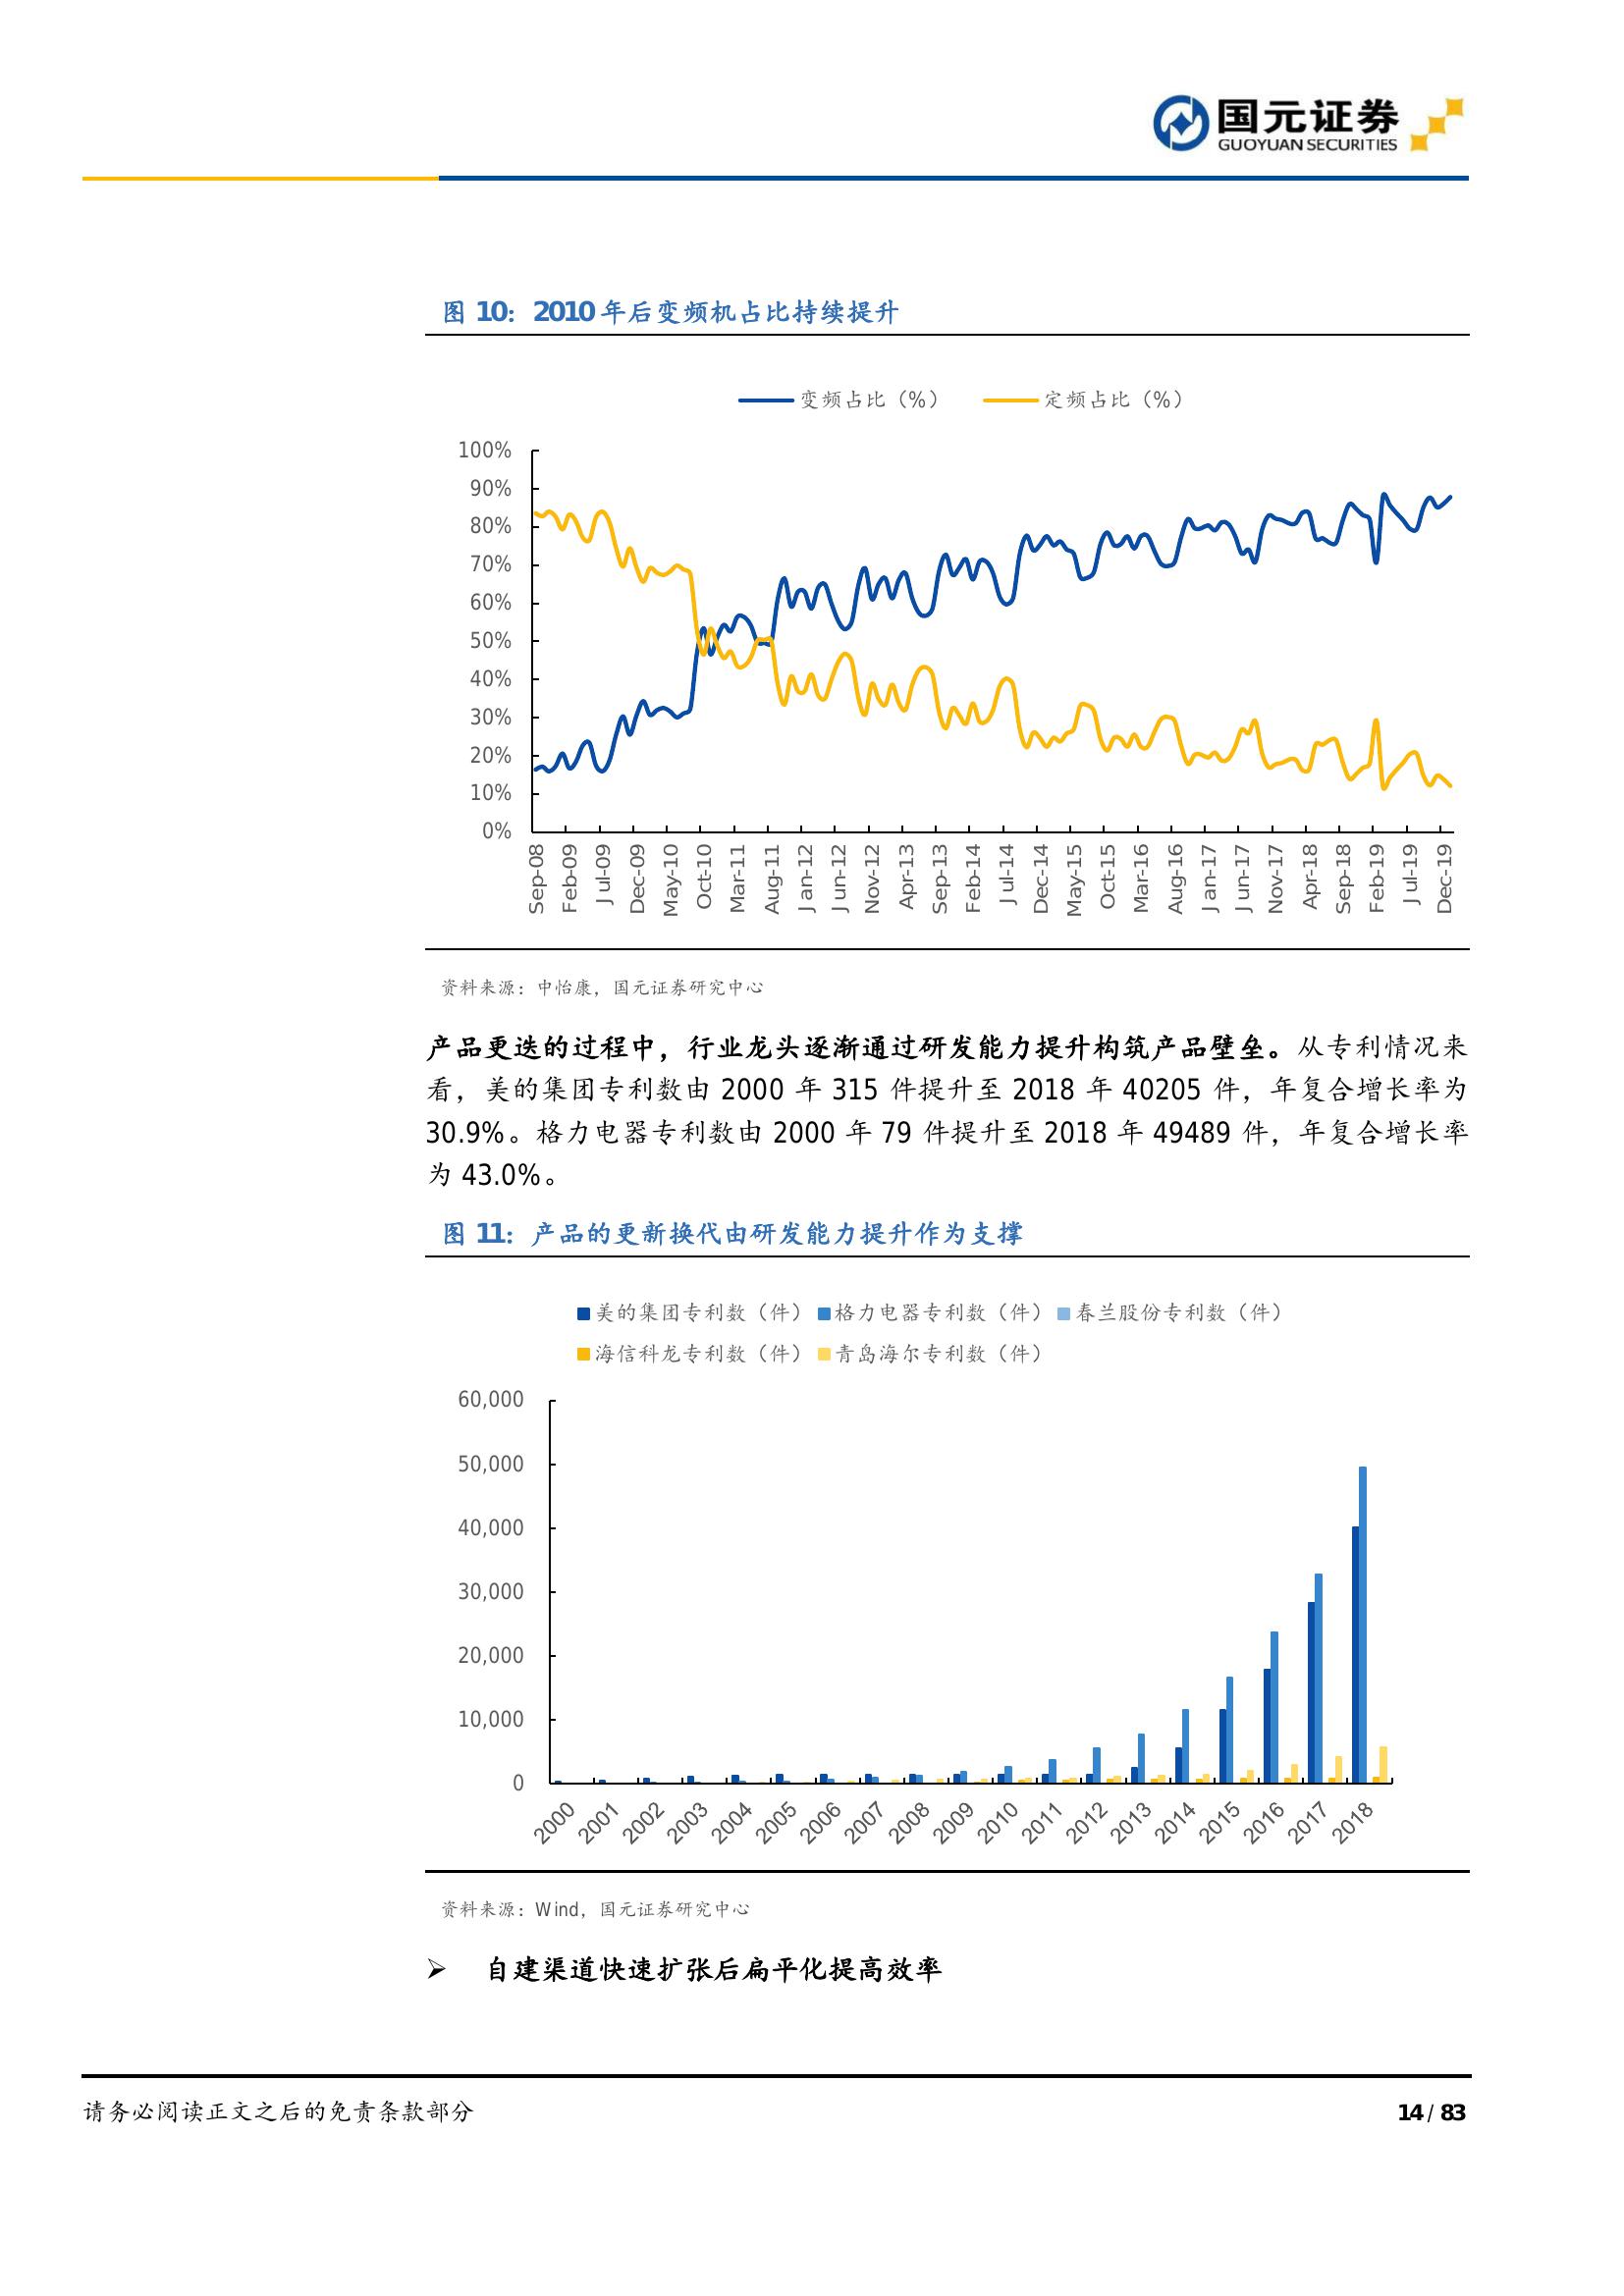 国元证券
GUOYUAN SECURITIES
图 10：2010 年后变频机占比持续提升
变频占比（%） 定频占比（%）
100%
90%
80%
70%
60%
50%
40%
30%
20%
10%
0%
Sep-08 Feb-09 Jul-09 Dec-09 May-10 Oct-10 Mar-11 Aug-11 Jan-12 Jun-12 Nov-12 Apr-13 Sep-13 Feb-14 Jul-14 Dec-14 May-15 Oct-15 Mar-16 Aug-16 Jan-17 Jun-17 Nov-17 Apr-18 Sep-18 Feb-19 Jul-19 Dec-19
资料来源：中怡康，国元证券研究中心
产品更迭的过程中，行业龙头逐渐通过研发能力提升构筑产品壁垒。从专利情况来
看，美的集团专利数由 2000 年 315 件提升至 2018 年 40205 件，年复合增长率为
30.9%。格力电器专利数由 2000 年 79 件提升至 2018 年 49489 件，年复合增长率
为 43.0%。
图 11：产品的更新换代由研发能力提升作为支撑
美的集团专利数（件） 格力电器专利数（件） 春兰股份专利数（件）
海信科龙专利数（件） 青岛海尔专利数（件）
60,000
50,000
40,000
30,000
20,000
10,000
0
2000 2001 2002 2003 2004 2005 2006 2007 2008 2009 2010 2011 2012 2013 2014 2015 2016 2017 2018
资料来源：Wind，国元证券研究中心
➢ 自建渠道快速扩张后扁平化提高效率
请务必阅读正文之后的免责条款部分 14 / 83